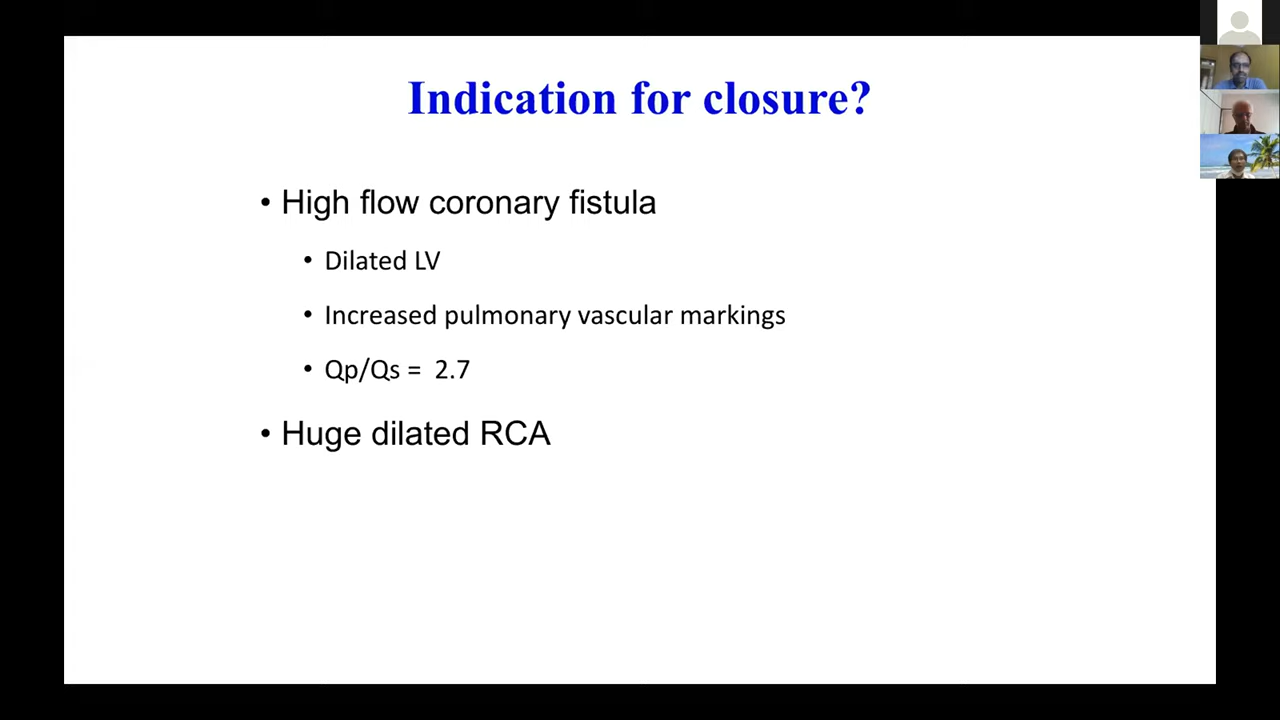 Indication for closure?
• High flow coronary fistula
• Dilated LV
• Increased pulmonary vascular markings
• Qp/Qs = 2.7
• Huge dilated RCA